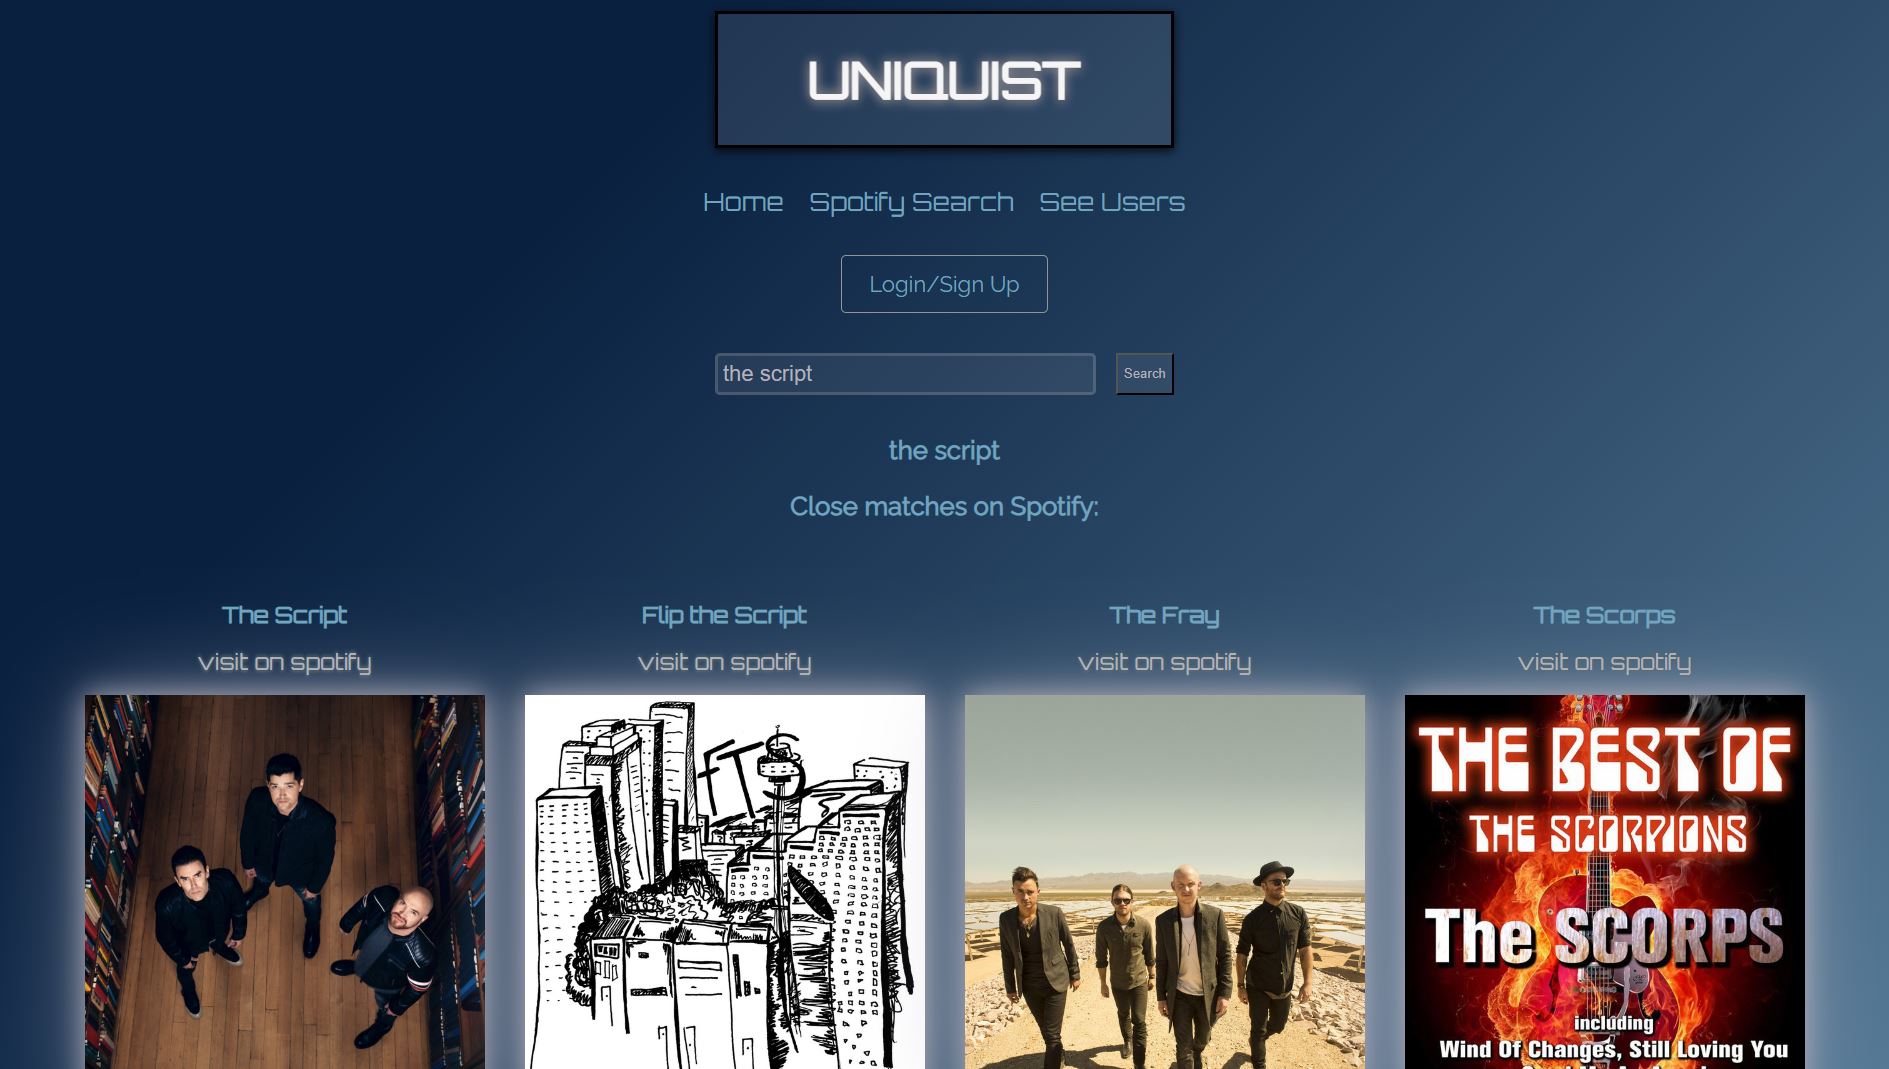 UNIQUIST
Home Spotify Search See Users
Login/Sign Up
the script Search
the script
Close matches on Spotify:
The Script Flip the Script The Fray The Scorps
visit on spotify visit on spotify visit on spotify visit on spotify
FTS
THE BEST OF
THE SCORPIONS
The SCORPS
including
Wind Of Changes, Still Loving You